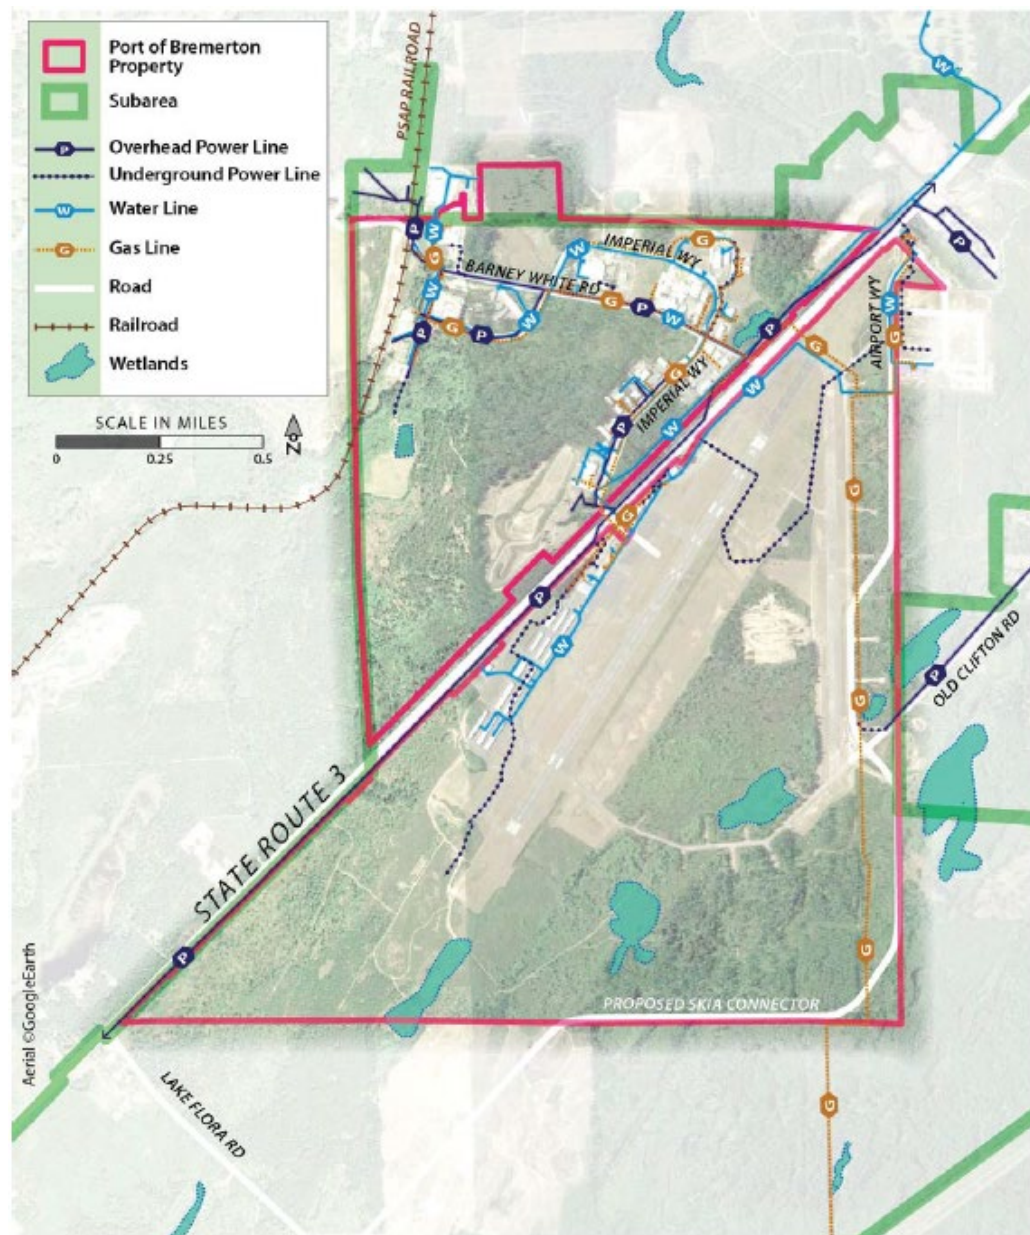 Port of Bremerton
Property
Subarea
P
Overhead Power Line
Underground Power Line
W
Water Line
G
Gas Line
Road
Railroad
Wetlands
SCALE IN MILES
0
0.25
0.5
N
PSAP RAILROAD
W
P
W
P
G
BARNEY WHITE RD
W
IMPERIAL WY
G
W
G
P
W
P
G
P
W
AIRPORT WY
W
G
G
P
W
G
P
IMPERIAL WY
W
G
G
P
W
G
P
OLD CLIFTON RD
STATE ROUTE 3
P
G
PROPOSED SKIA CONNECTOR
LAKE FLORA RD
G
Aerial ©GoogleEarth